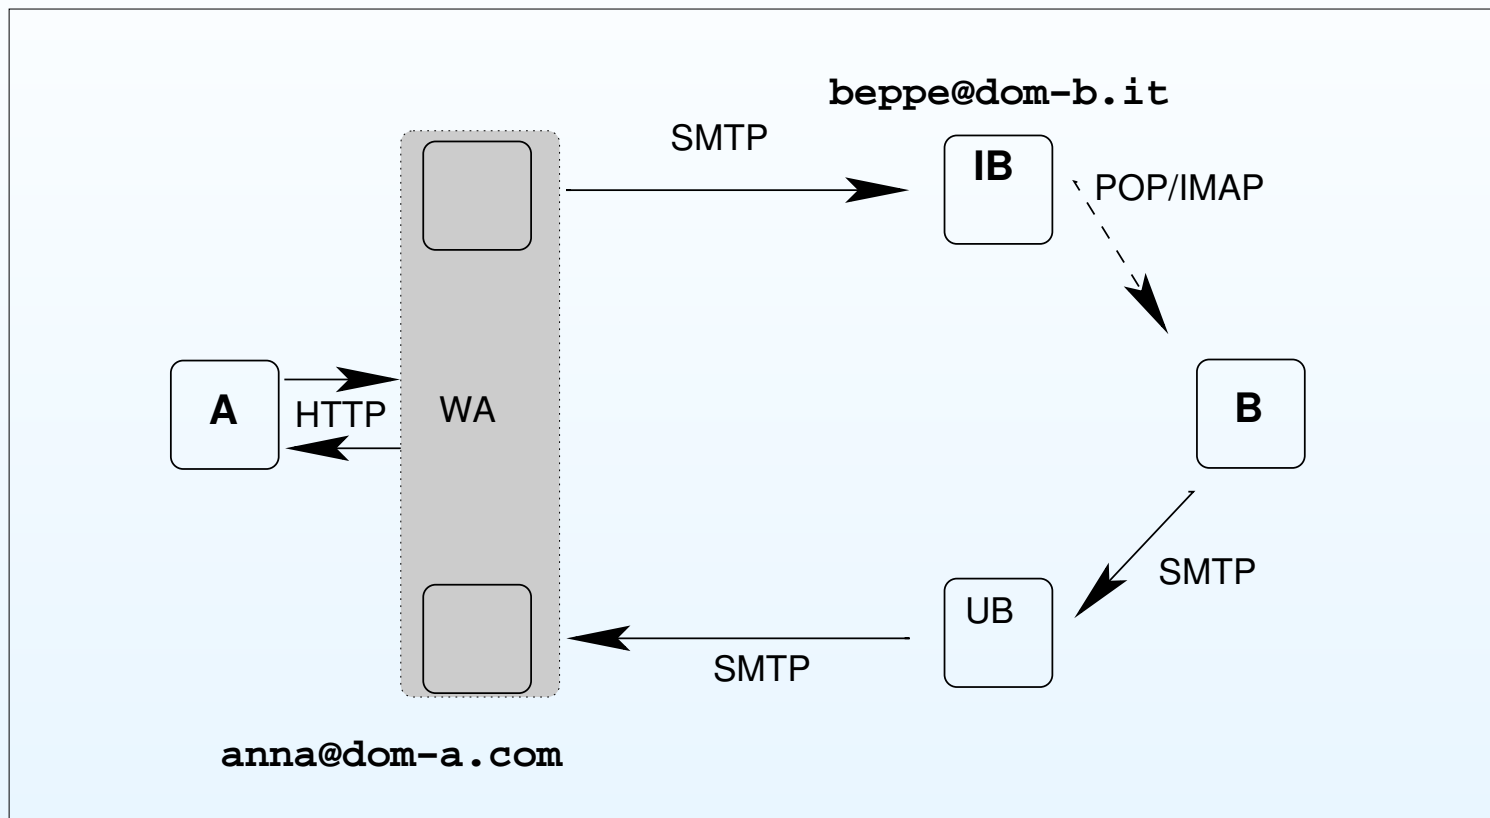 beppe@dom-b.it
SMTP
IB
POP/IMAP
A
HTTP
WA
B
SMTP
UB
SMTP
anna@dom-a.com